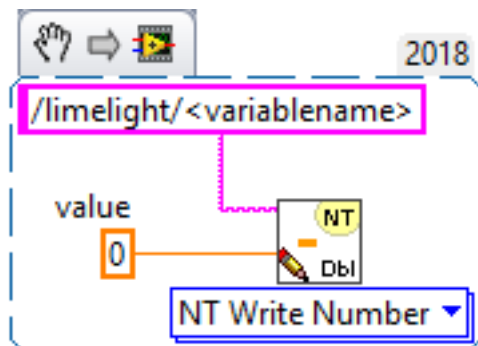 2018
/limelight/<variablename>
value
0
NT
Dbl
NT Write Number